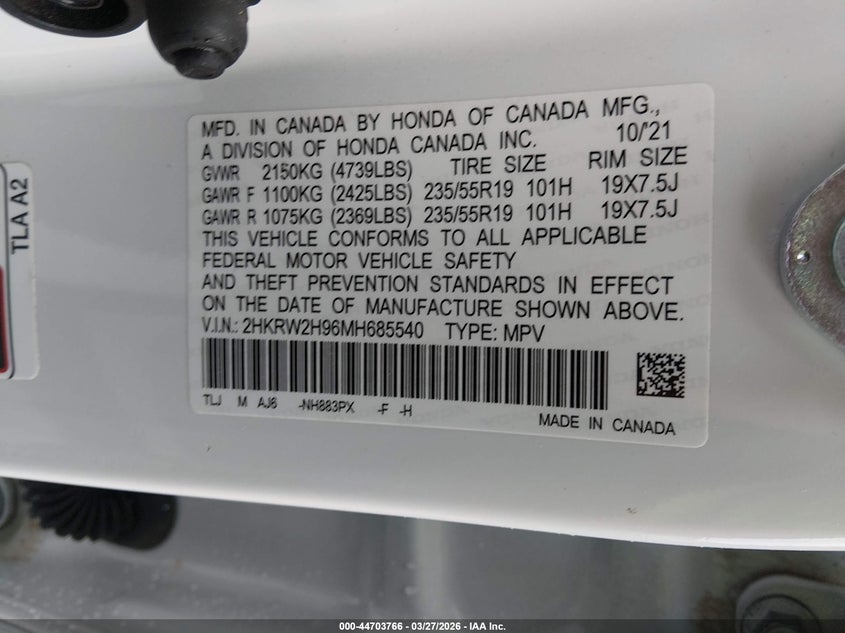 MFD. IN CANADA BY HONDA OF CANADA MFG.,
A DIVISION OF HONDA CANADA INC. 10/'21
GVWR 2150KG (4739LBS) TIRE SIZE RIM SIZE
GAWR F 1100KG (2425LBS) 235/55R19 101H 19X7.5J
GAWR R 1075KG (2369LBS) 235/55R19 101H 19X7.5J
THIS VEHICLE CONFORMS TO ALL APPLICABLE
FEDERAL MOTOR VEHICLE SAFETY
AND THEFT PREVENTION STANDARDS IN EFFECT
ON THE DATE OF MANUFACTURE SHOWN ABOVE.
V.I.N.: 2HKRW2H96MH685540 TYPE: MPV
TLJ M AJ6 -NH883PX -F -H
MADE IN CANADA
TLA A2
000-44703766 - 03/27/2026 - IAA Inc.